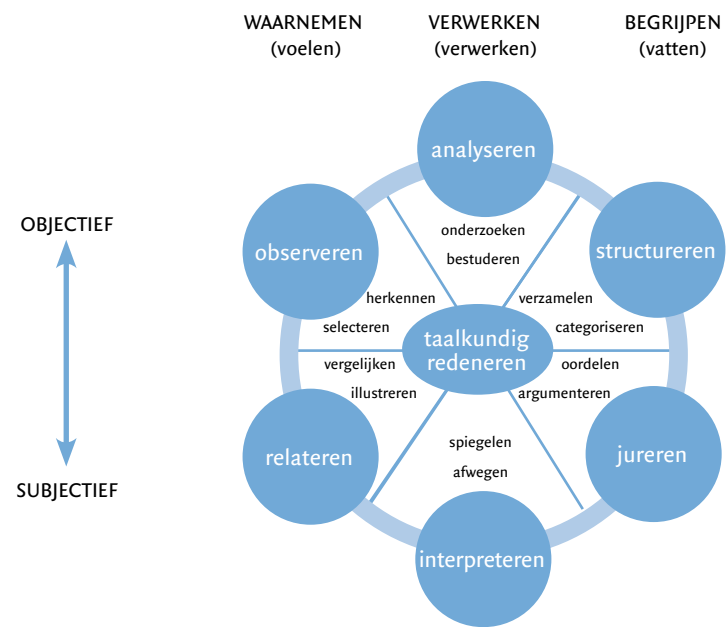 WAARNEMEN
(voelen)
VERWERKEN
(verwerken)
BEGRIJPEN
(vatten)
analyseren
OBJECTIEF
observeren
onderzoeken
bestuderen
structureren
herkennen
selecteren
verzamelen
categoriseren
taalkundig
redeneren
vergelijken
illustreren
oordelen
argumenteren
relateren
spiegelen
afwegen
jureren
SUBJECTIEF
interpreteren